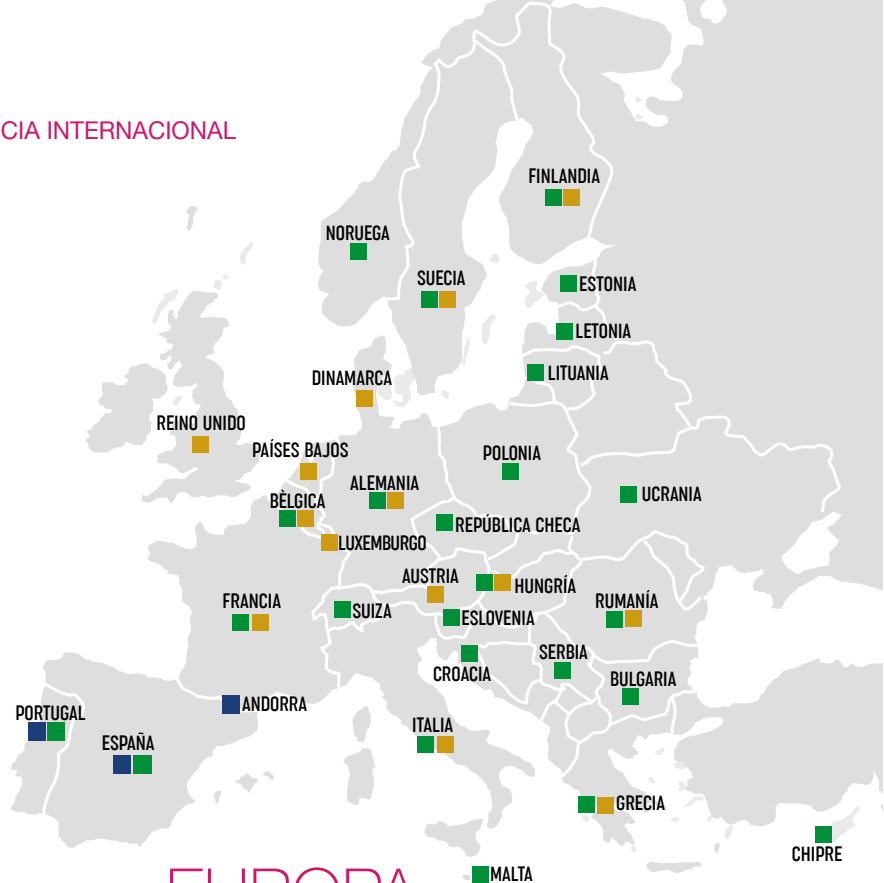 CIA INTERNACIONAL
FINLANDIA
NORUEGA
SUECIA
ESTONIA
LETONIA
LITUANIA
DINAMARCA
REINO UNIDO
PAÍSES BAJOS
POLONIA
ALEMANIA
BÈLGICA
UCRANIA
REPÚBLICA CHECA
LUXEMBURGO
AUSTRIA
HUNGRÍA
FRANCIA
SUIZA
RUMANÍA
ESLOVENIA
SERBIA
CROACIA
BULGARIA
ANDORRA
PORTUGAL
ITALIA
ESPAÑA
GRECIA
CHIPRE
EUROPA
MALTA